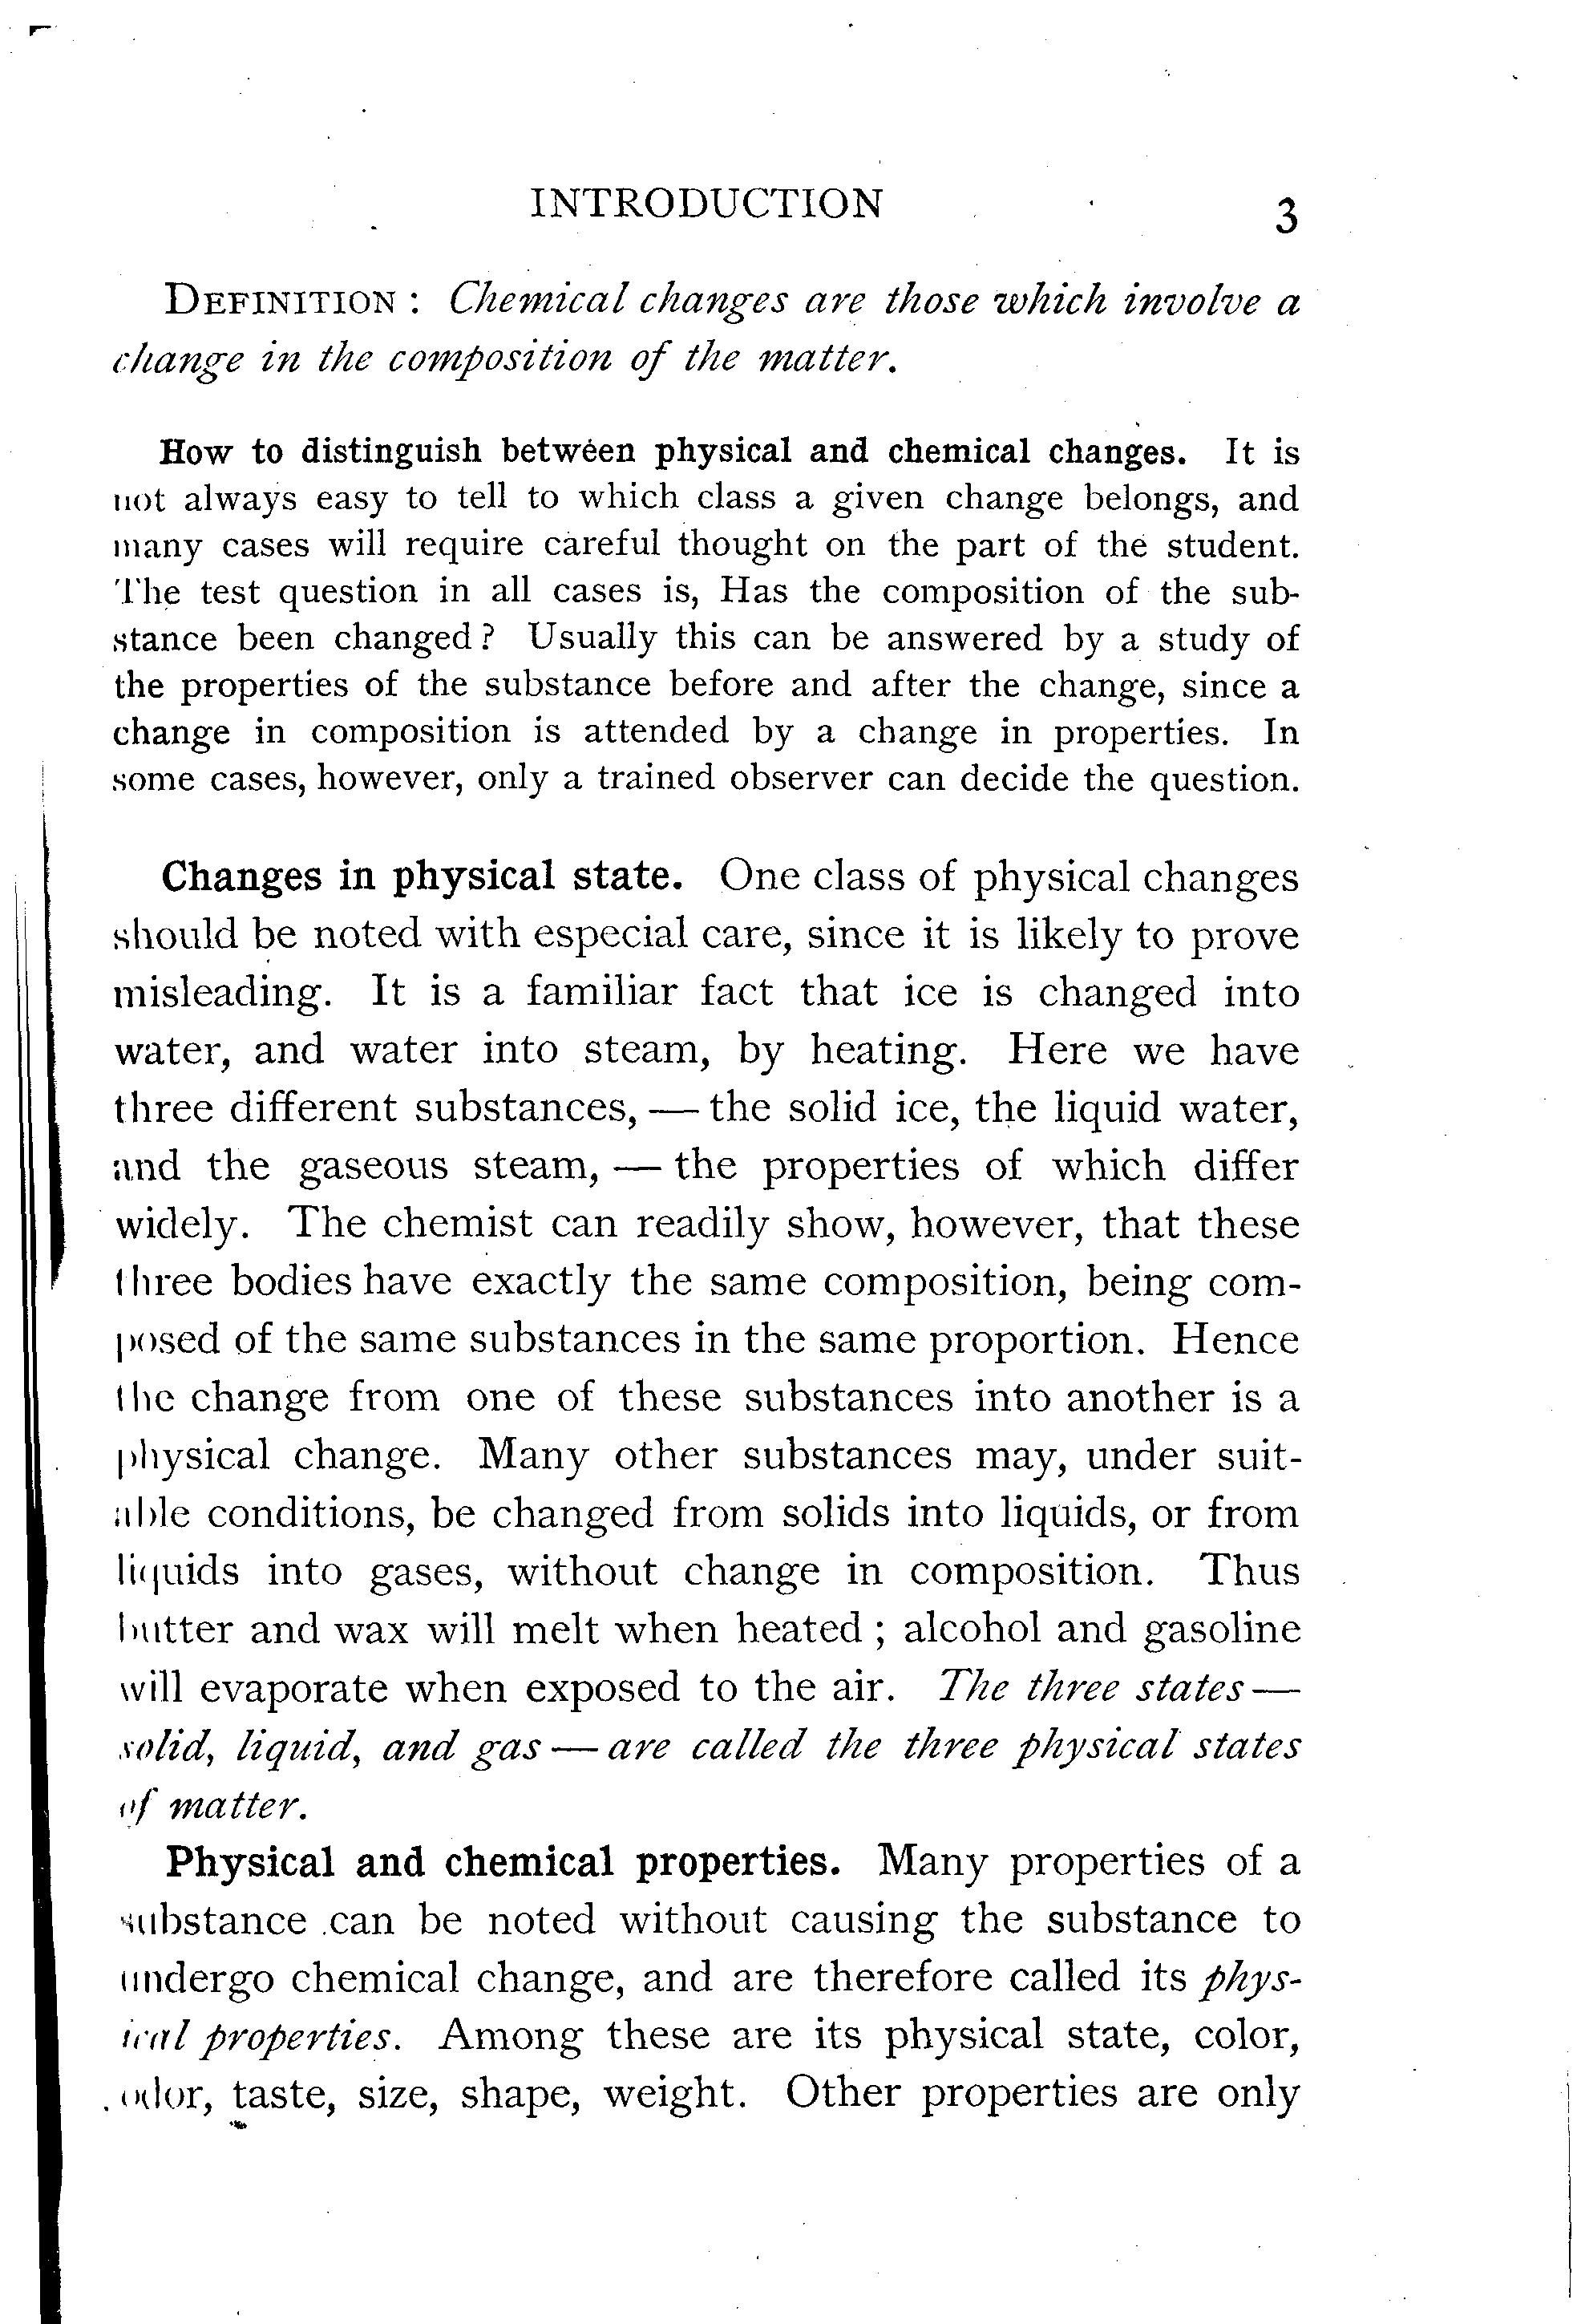 INTRODUCTION 3
DEFINITION : Chemical changes are those which involve a
change in the composition of the matter.
How to distinguish between physical and chemical changes. It is
not always easy to tell to which class a given change belongs, and
many cases will require careful thought on the part of the student.
The test question in all cases is, Has the composition of the sub-
stance been changed ? Usually this can be answered by a study of
the properties of the substance before and after the change, since a
change in composition is attended by a change in properties. In
some cases, however, only a trained observer can decide the question.
Changes in physical state. One class of physical changes
should be noted with especial care, since it is likely to prove
misleading. It is a familiar fact that ice is changed into
water, and water into steam, by heating. Here we have
three different substances, — the solid ice, the liquid water,
and the gaseous steam, — the properties of which differ
widely. The chemist can readily show, however, that these
three bodies have exactly the same composition, being com-
posed of the same substances in the same proportion. Hence
the change from one of these substances into another is a
physical change. Many other substances may, under suit-
able conditions, be changed from solids into liquids, or from
liquids into gases, without change in composition. Thus
butter and wax will melt when heated ; alcohol and gasoline
will evaporate when exposed to the air. The three states —
solid, liquid, and gas — are called the three physical states
of matter.
Physical and chemical properties. Many properties of a
substance can be noted without causing the substance to
undergo chemical change, and are therefore called its phys-
ical properties. Among these are its physical state, color,
odor, taste, size, shape, weight. Other properties are only